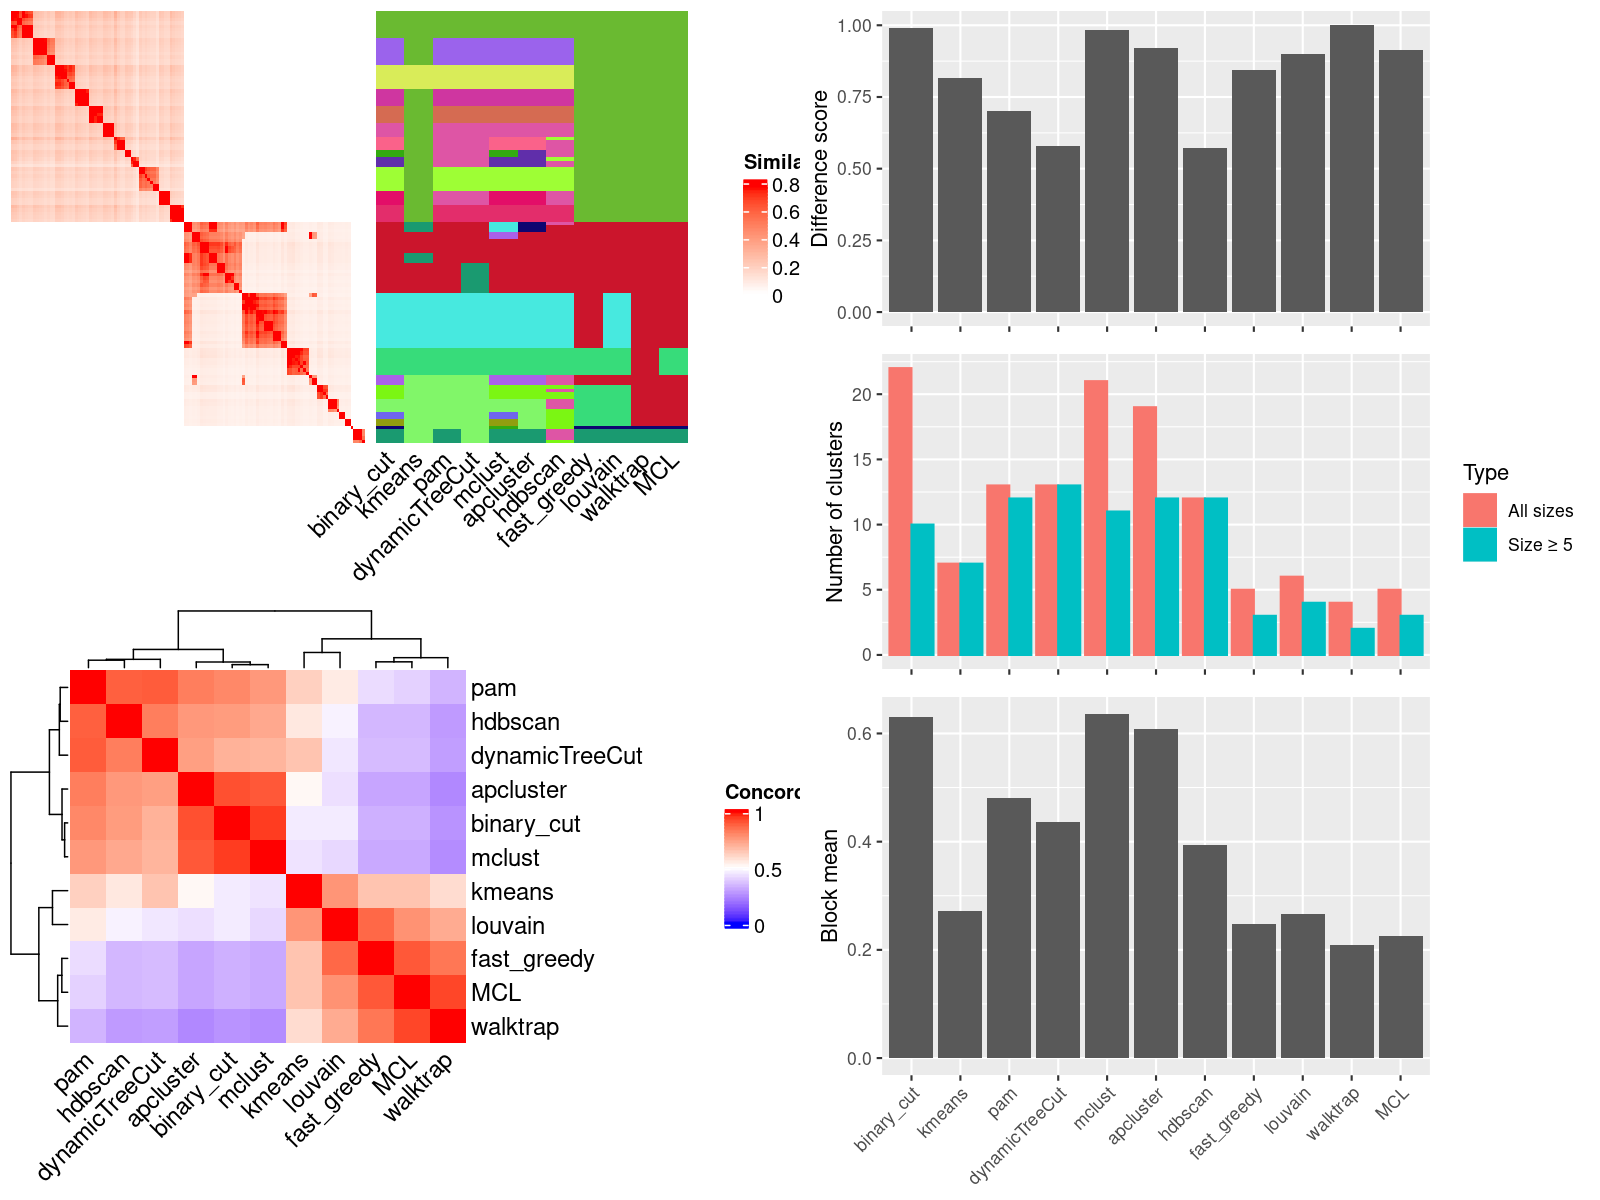 Simila
0.8
0.6
0.4
0.2
0
binary_cut
kmeans
pam
dynamicTreeCut
mclust
apcluster
hdbscan
fast_greedy
louvain
walktrap
MCL
Difference score
1.00
0.75
0.50
0.25
0.00
Number of clusters
20
15
10
5
0
Type
All sizes
Size ≥ 5
pam
hdbscan
dynamicTreeCut
apcluster
binary_cut
mclust
kmeans
louvain
fast_greedy
MCL
walktrap
pam
hdbscan
dynamicTreeCut
apcluster
binary_cut
mclust
kmeans
louvain
fast_greedy
MCL
walktrap
Concord
1
0.5
0
Block mean
0.6
0.4
0.2
0.0
binary_cut
kmeans
pam
dynamicTreeCut
mclust
apcluster
hdbscan
fast_greedy
louvain
walktrap
MCL